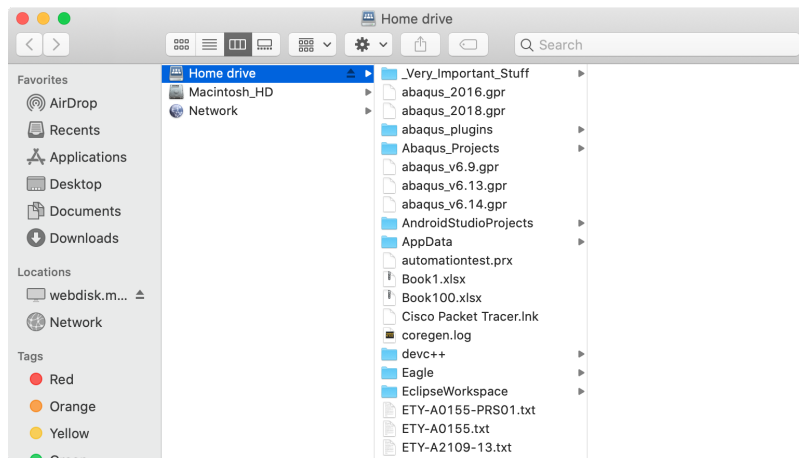 Home drive
Search
Favorites
AirDrop
Recents
Applications
Desktop
Documents
Downloads
Locations
webdisk.m...
Network
Tags
Red
Orange
Yellow
Home drive
Macintosh_HD
Network
_Very_Important_Stuff
abaqus_2016.gpr
abaqus_2018.gpr
abaqus_plugins
Abaqus_Projects
abaqus_v6.9.gpr
abaqus_v6.13.gpr
abaqus_v6.14.gpr
AndroidStudioProjects
AppData
automationtest.prx
Book1.xlsx
Book100.xlsx
Cisco Packet Tracer.lnk
coregen.log
devc++
Eagle
EclipseWorkspace
ETY-A0155-PRS01.txt
ETY-A0155.txt
ETY-A2109-13.txt